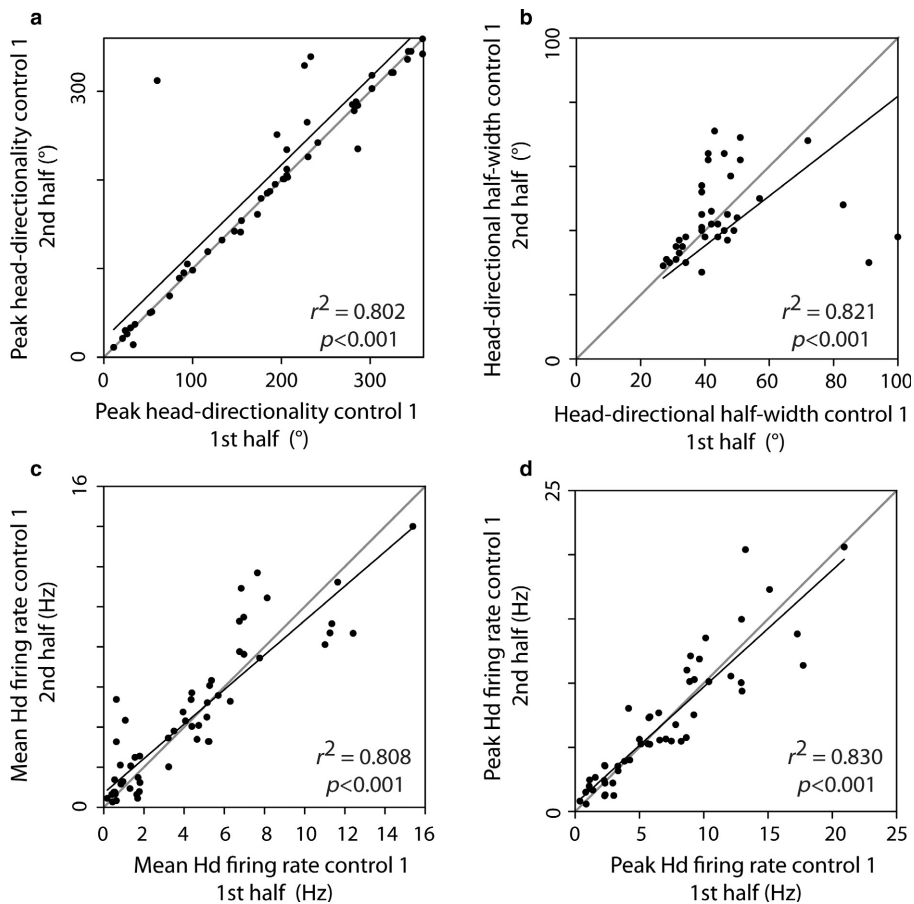 a
Peak head-directionality control 1
2nd half (°)
300
0
r² = 0.802
p<0.001
0 100 200 300
Peak head-directionality control 1
1st half (°)
b
Head-directional half-width control 1
2nd half (°)
100
0
r² = 0.821
p<0.001
0 20 40 60 80 100
Head-directional half-width control 1
1st half (°)
c
Mean Hd firing rate control 1
2nd half (Hz)
16
0
r² = 0.808
p<0.001
0 2 4 6 8 10 12 14 16
Mean Hd firing rate control 1
1st half (Hz)
d
Peak Hd firing rate control 1
2nd half (Hz)
25
0
r² = 0.830
p<0.001
0 5 10 15 20 25
Peak Hd firing rate control 1
1st half (Hz)